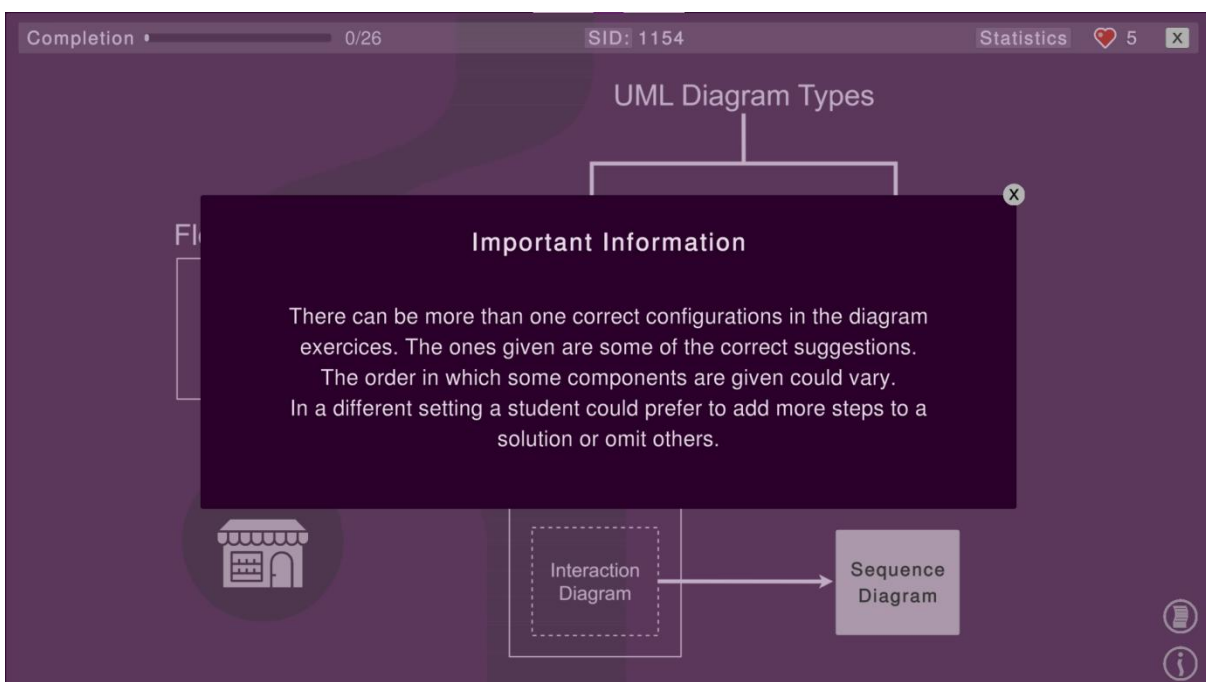 Completion 0/26 SID: 1154 Statistics 5 X
UML Diagram Types
X
Important Information
There can be more than one correct configurations in the diagram
exercices. The ones given are some of the correct suggestions.
The order in which some components are given could vary.
In a different setting a student could prefer to add more steps to a
solution or omit others.
Interaction
Diagram
Sequence
Diagram
i